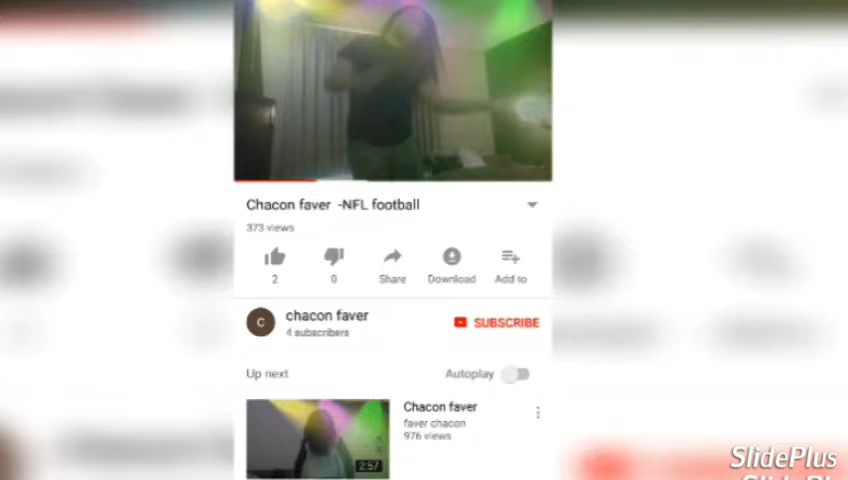 Chacon faver -NFL football
373 views
2
0
Share
Download
Add to
C
chacon faver
4 subscribers
SUBSCRIBE
Up next
Autoplay
Chacon faver
faver chacon
976 views
2:57
SlidePlus